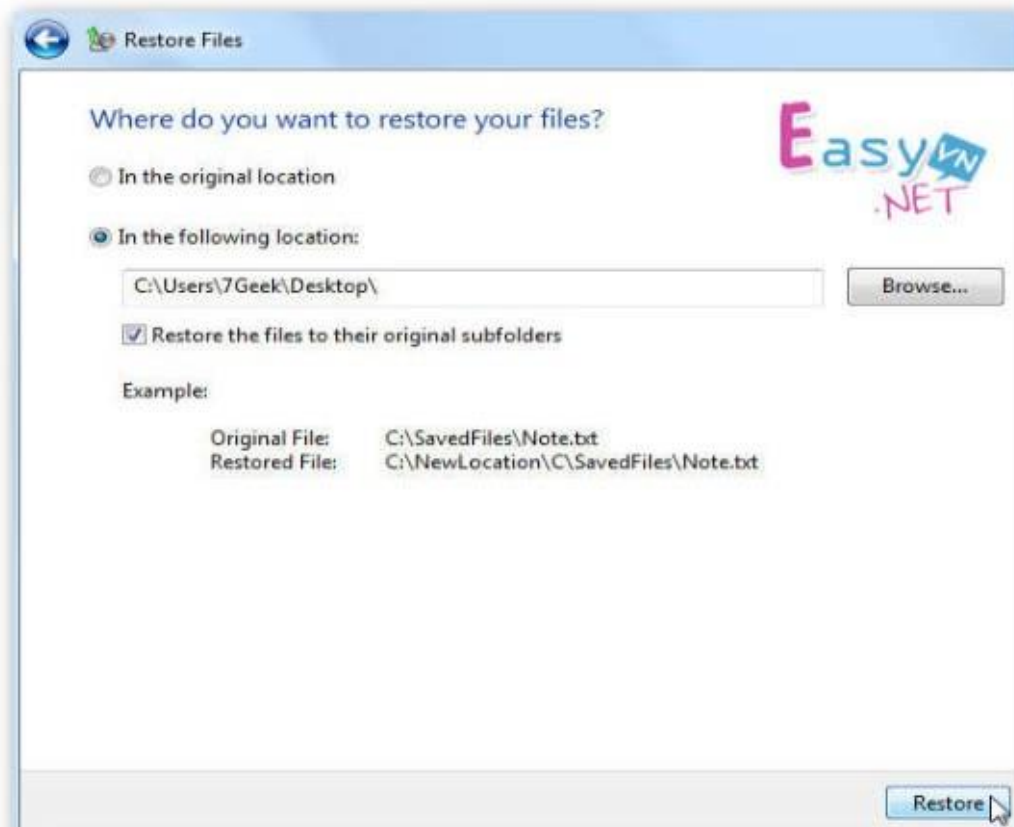 Restore Files
Where do you want to restore your files?
Easy VN
.NET
In the original location
In the following location:
C:\Users\7Geek\Desktop\
Browse...
Restore the files to their original subfolders
Example:
Original File: C:\SavedFiles\Note.txt
Restored File: C:\NewLocation\C\SavedFiles\Note.txt
Restore